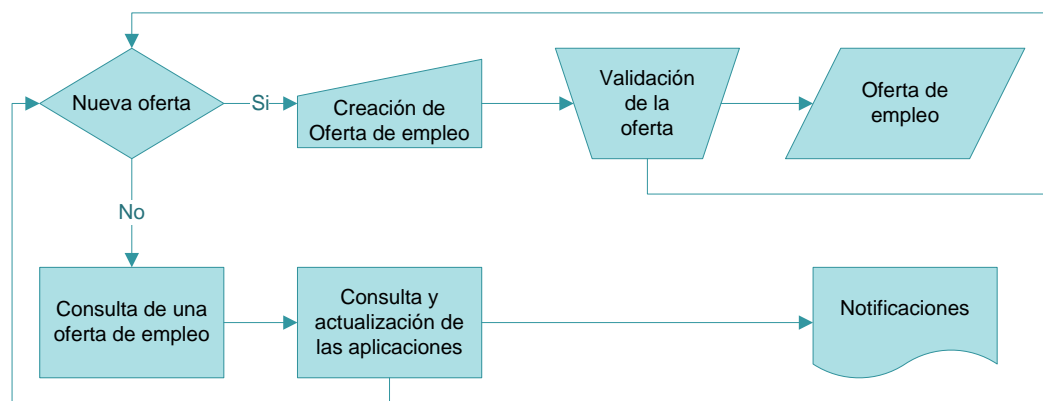 Nueva oferta
Si
Creación de
Oferta de empleo
Validación
de la
oferta
Oferta de
empleo
No
Consulta de una
oferta de empleo
Consulta y
actualización de
las aplicaciones
Notificaciones